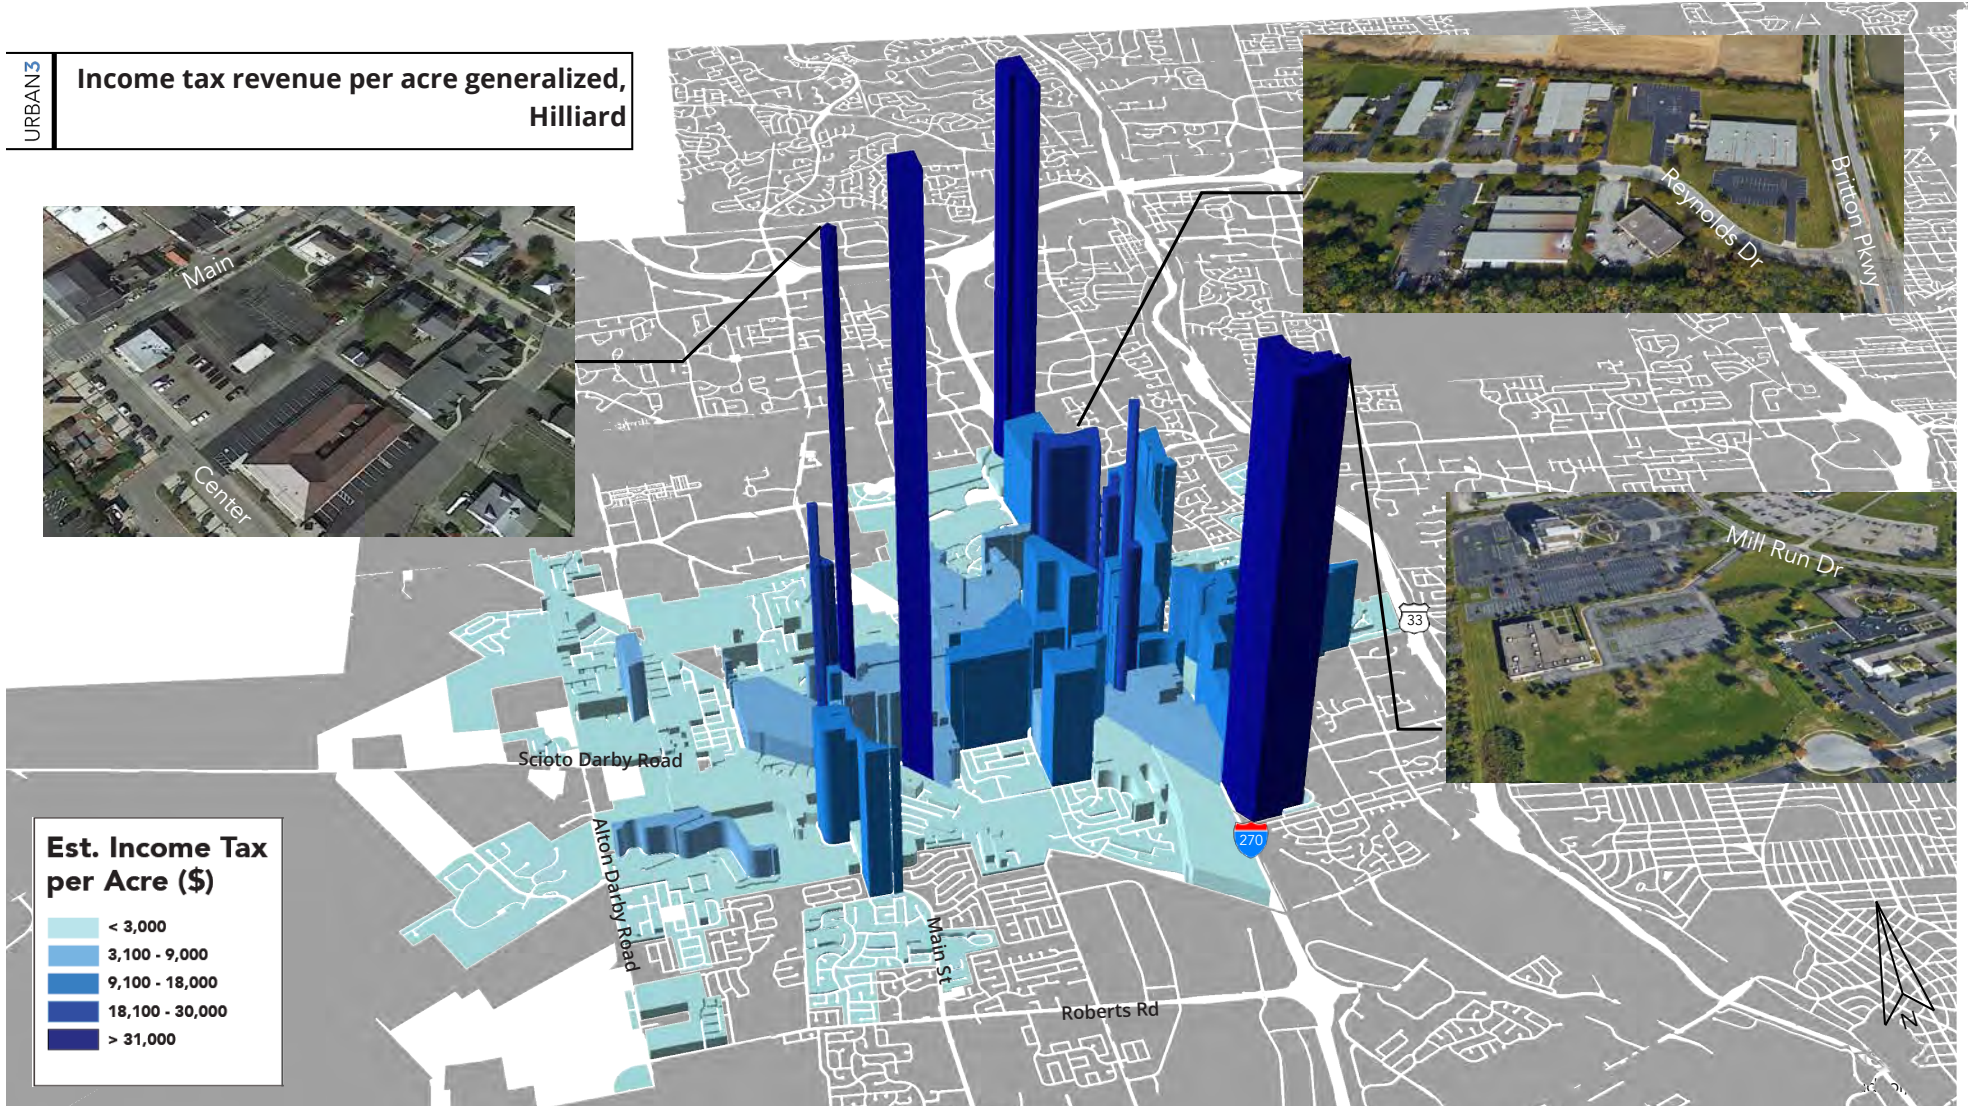 URBAN3
Income tax revenue per acre generalized,
Hilliard
Main
Center
Reynolds Dr
Britton Pkwy
Mill Run Dr
33
270
Scioto Darby Road
Alton Darby Road
Main St
Roberts Rd
Est. Income Tax
per Acre ($)
< 3,000
3,100 - 9,000
9,100 - 18,000
18,100 - 30,000
> 31,000
N